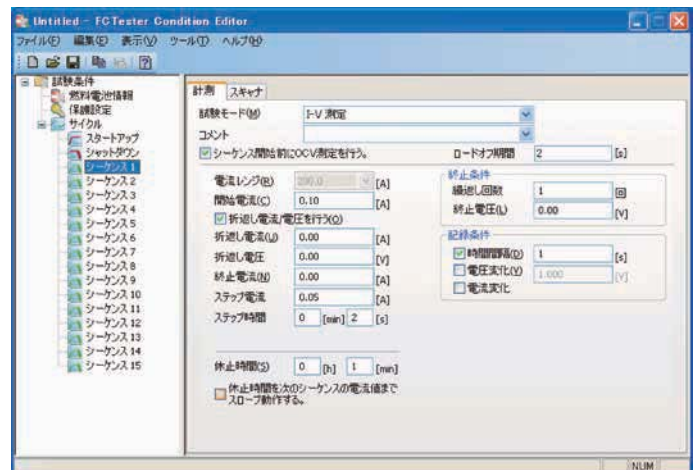 Untitled - FCTester Condition Editor
ファイル(F) 編集(E) 表示(V) ツール(T) ヘルプ(H)
試験条件
燃料電池情報
保護設定
サイクル
スタートアップ
シャットダウン
シーケンス 1
シーケンス 2
シーケンス 3
シーケンス 4
シーケンス 5
シーケンス 6
シーケンス 7
シーケンス 8
シーケンス 9
シーケンス 10
シーケンス 11
シーケンス 12
シーケンス 13
シーケンス 14
シーケンス 15
計測 スキャナ
試験モード(M) I-V 測定
コメント
シーケンス開始前にOCV測定を行う。 ロードオフ期間 2 [s]
電流レンジ(R) 200.0 [A]
開始電流(C) 0.10 [A]
折返し電流/電圧を行う(O)
折返し電流(U) 0.00 [A]
折返し電圧 0.00 [V]
終止電流(N) 0.00 [A]
ステップ電流 0.05 [A]
ステップ時間 0 [min] 2 [s]
休止時間(S) 0 [h] 1 [min]
休止時間を次のシーケンスの電流値まで
スロープ動作する。
終止条件
繰返し回数 1 [回]
終止電圧(L) 0.00 [V]
記録条件
時間間隔(D) 1 [s]
電圧変化(Y) 1.000 [V]
電流変化
NUM